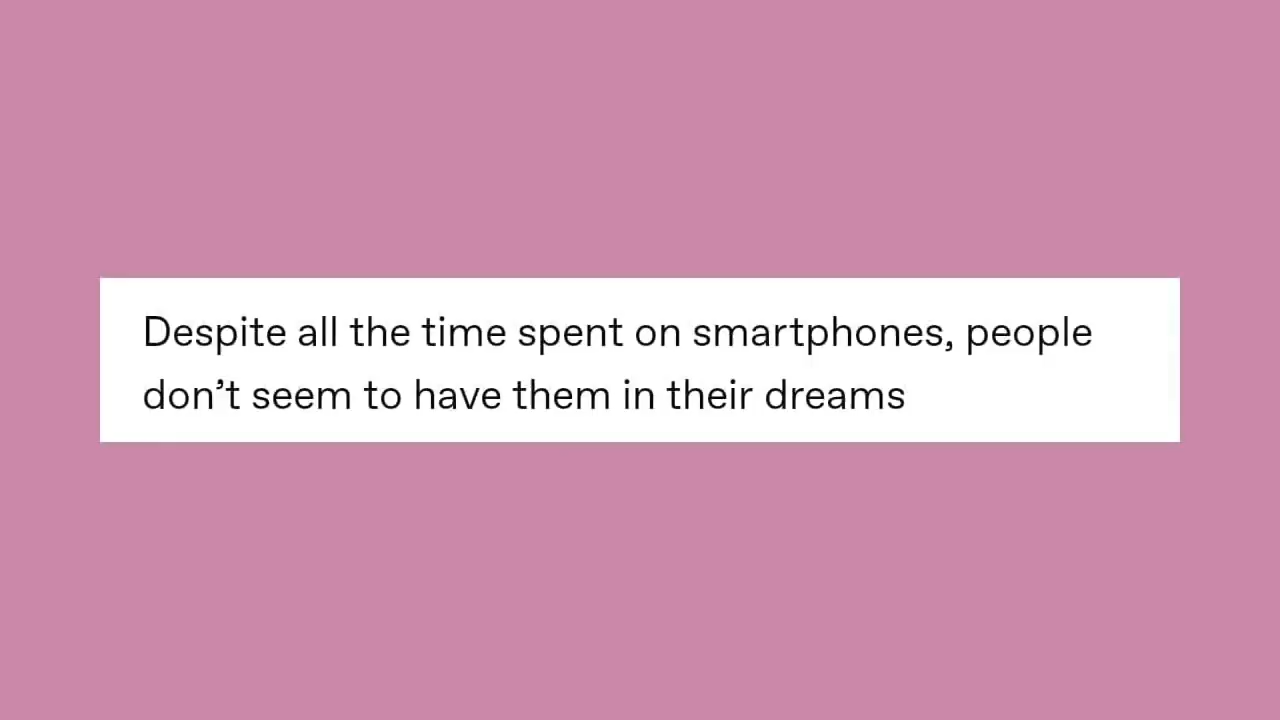 Despite all the time spent on smartphones, people
don’t seem to have them in their dreams